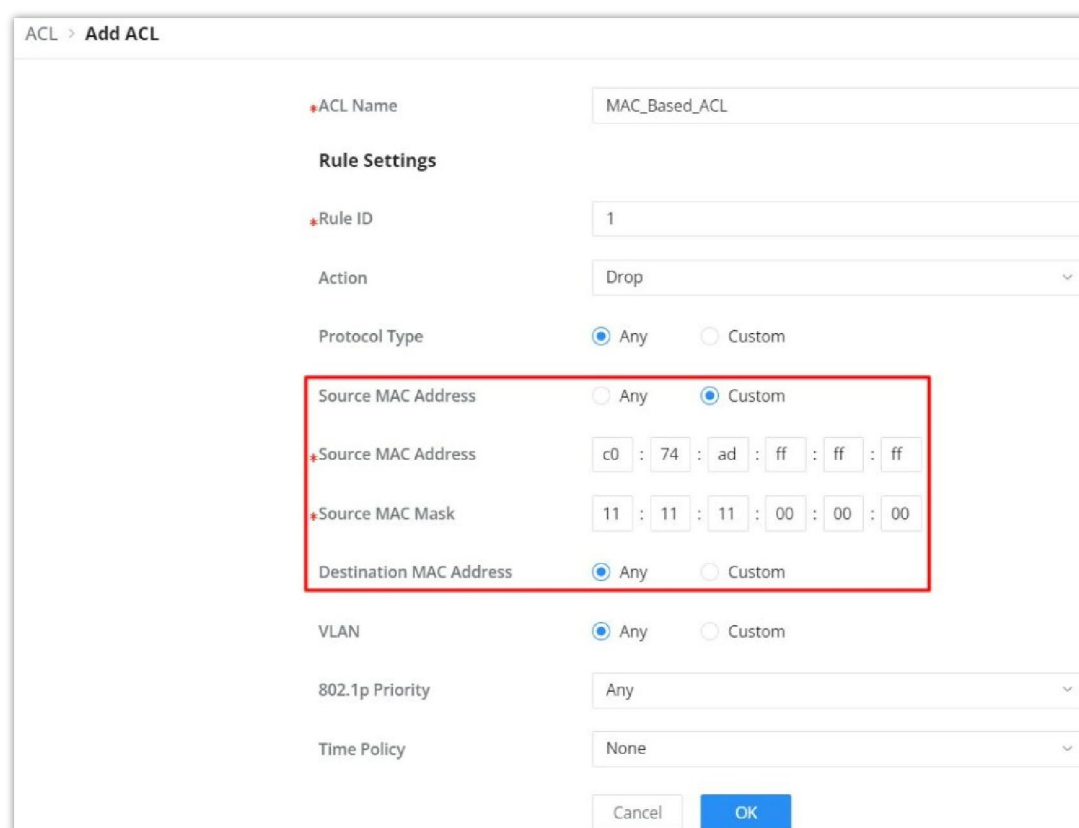 ACL > Add ACL
*ACL Name MAC_Based_ACL
Rule Settings
*Rule ID 1
Action Drop
Protocol Type Any Custom
Source MAC Address Any Custom
*Source MAC Address c0 : 74 : ad : ff : ff : ff
*Source MAC Mask 11 : 11 : 11 : 00 : 00 : 00
Destination MAC Address Any Custom
VLAN Any Custom
802.1p Priority Any
Time Policy None
Cancel OK